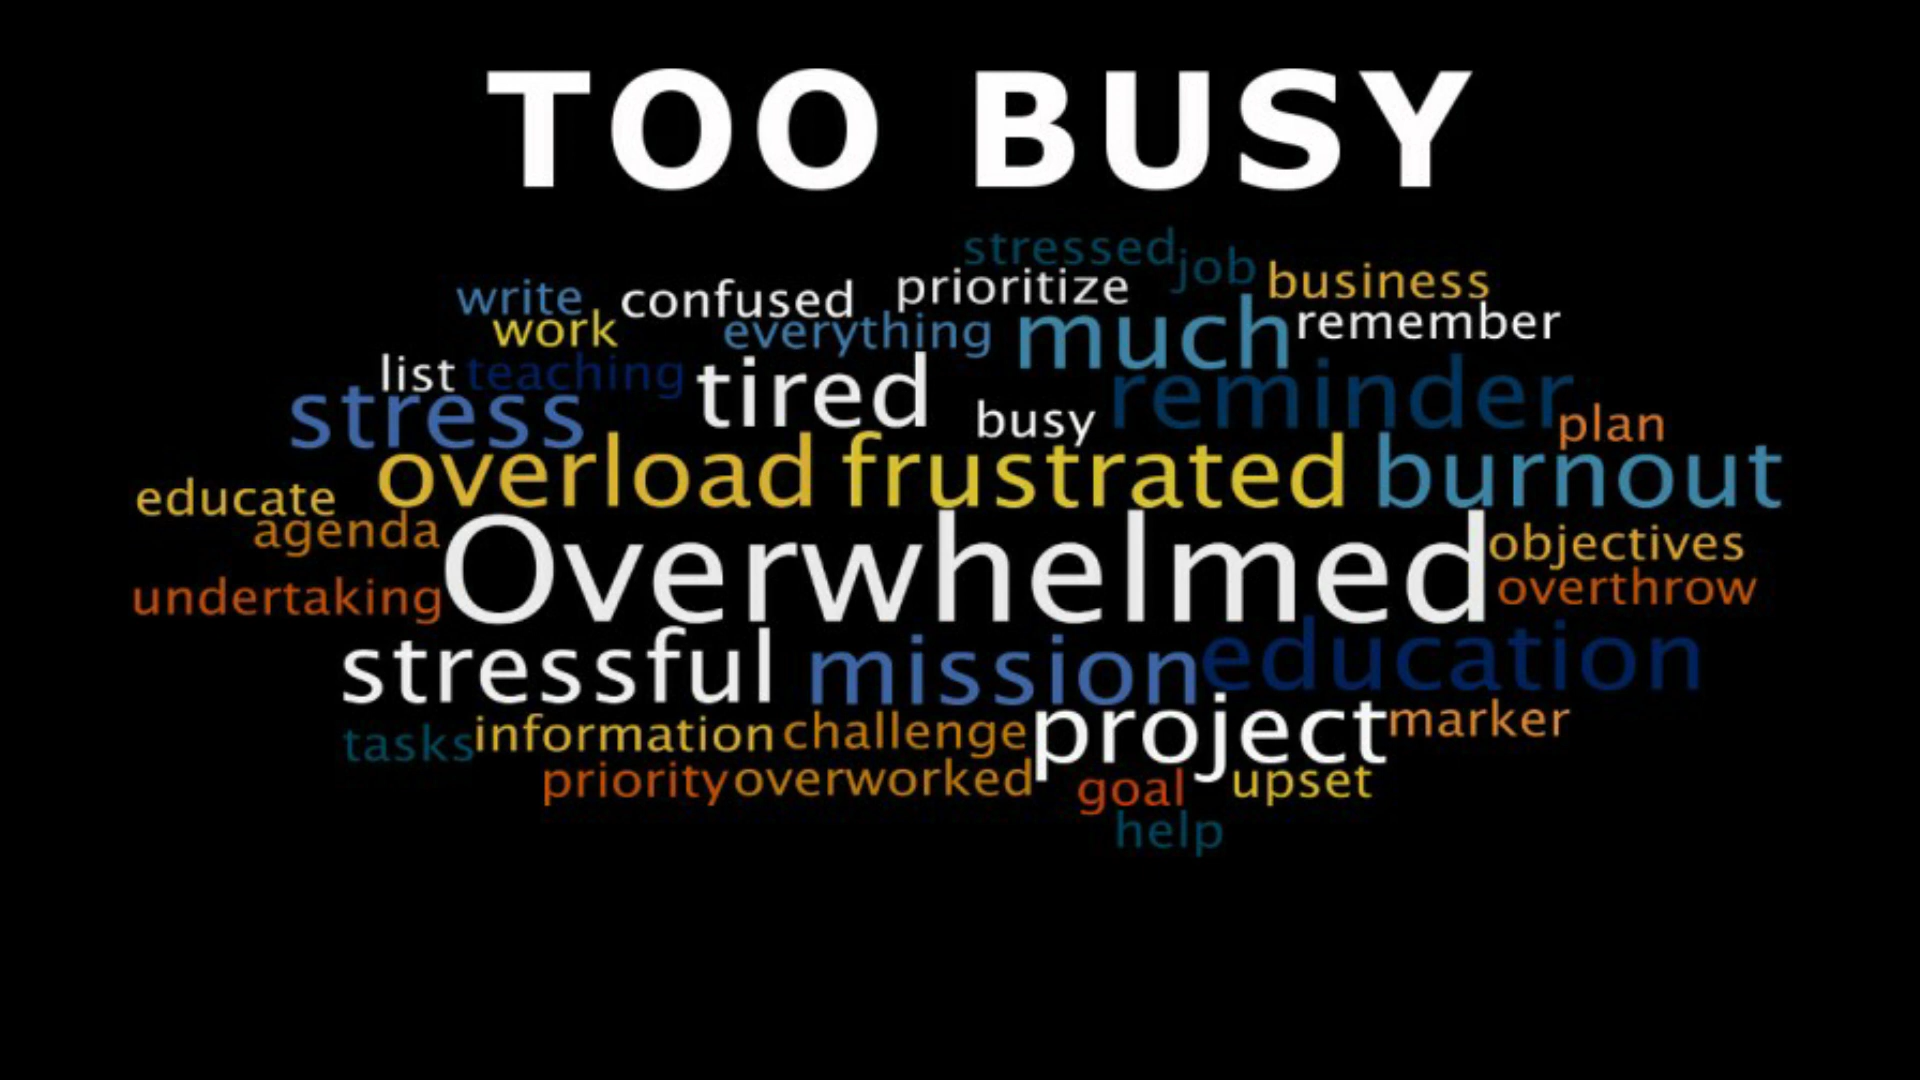 TOO BUSY
stressed job business
write confused prioritize
work everything much remember
list teaching tired reminder
stress busy plan
overload frustrated burnout
educate
agenda Overwhelmed objectives
undertaking overthrow
stressful mission education
tasks information challenge project marker
priority overworked goal upset
help